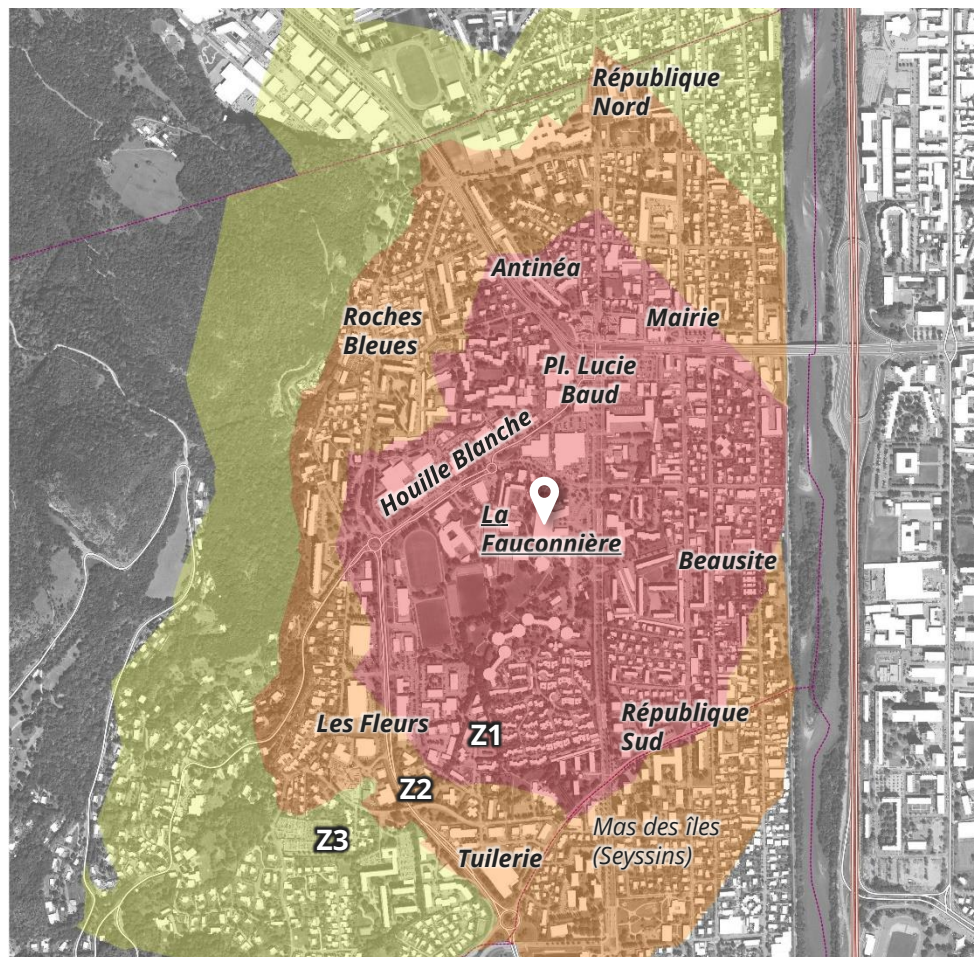 République
Nord
Antinéa
Roches
Bleues
Mairie
Pl. Lucie
Baud
Houille Blanche
La
Fauconnière
Beausite
Les Fleurs
Z1
République
Sud
Z2
Z3
Mas des îles
(Seyssins)
Tuilerie